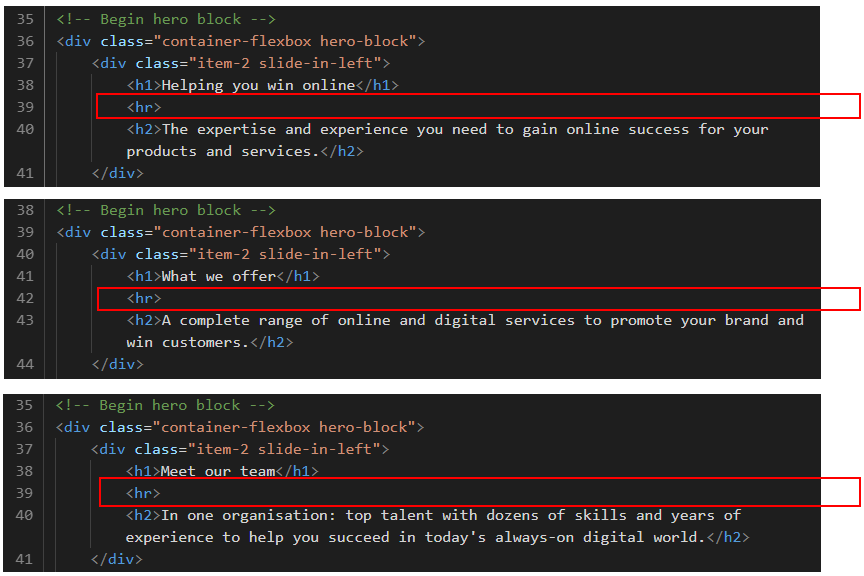 35 <!-- Begin hero block -->
36 <div class="container-flexbox hero-block">
37 <div class="item-2 slide-in-left">
38 <h1>Helping you win online</h1>
39 <hr>
40 <h2>The expertise and experience you need to gain online success for your
products and services.</h2>
41 </div>
38 <!-- Begin hero block -->
39 <div class="container-flexbox hero-block">
40 <div class="item-2 slide-in-left">
41 <h1>What we offer</h1>
42 <hr>
43 <h2>A complete range of online and digital services to promote your brand and
win customers.</h2>
44 </div>
35 <!-- Begin hero block -->
36 <div class="container-flexbox hero-block">
37 <div class="item-2 slide-in-left">
38 <h1>Meet our team</h1>
39 <hr>
40 <h2>In one organisation: top talent with dozens of skills and years of
experience to help you succeed in today's always-on digital world.</h2>
41 </div>